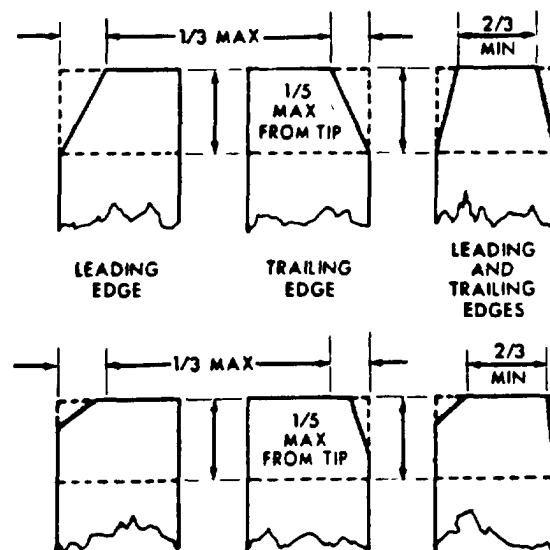 1/3 MAX
2/3
MIN
1/5
MAX
FROM TIP
LEADING
EDGE
TRAILING
EDGE
LEADING
AND
TRAILING
EDGES
1/3 MAX
2/3
MIN
1/5
MAX
FROM TIP